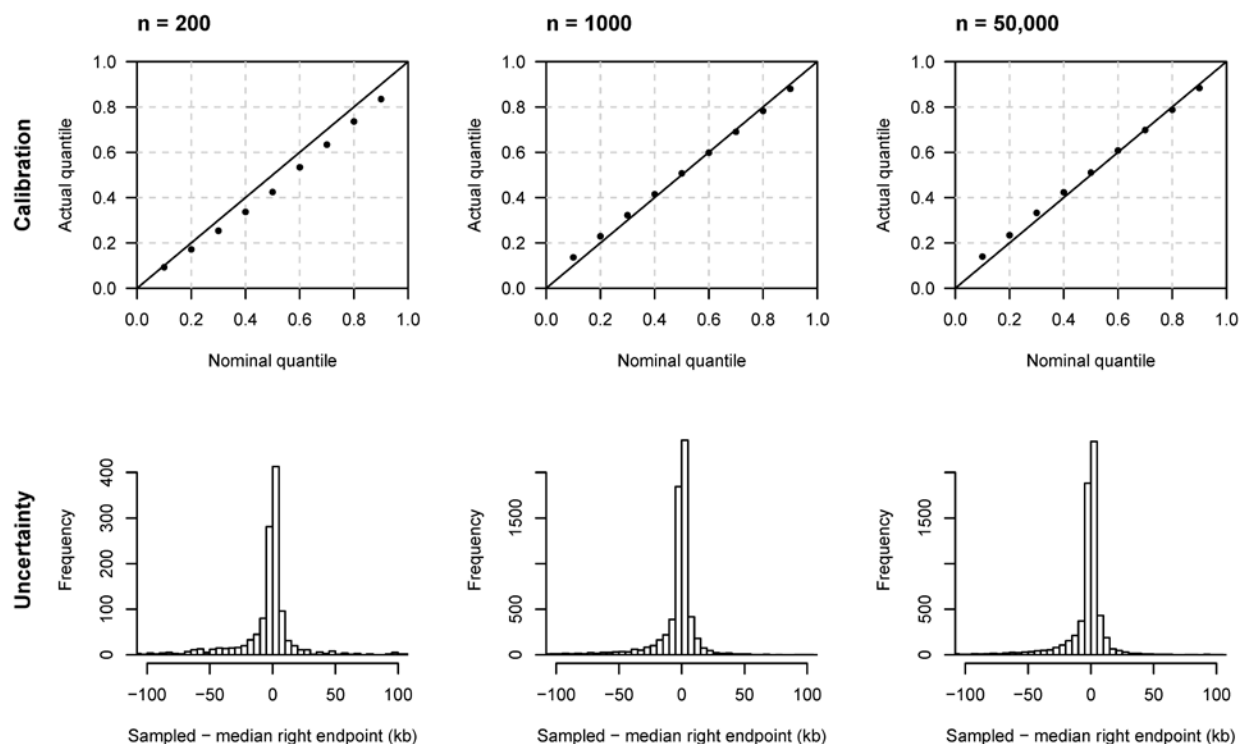 n = 200
n = 1000
n = 50,000
Calibration
Actual quantile
1.0
0.8
0.6
0.4
0.2
0.0
0.0 0.2 0.4 0.6 0.8 1.0
Nominal quantile
Actual quantile
1.0
0.8
0.6
0.4
0.2
0.0
0.0 0.2 0.4 0.6 0.8 1.0
Nominal quantile
Actual quantile
1.0
0.8
0.6
0.4
0.2
0.0
0.0 0.2 0.4 0.6 0.8 1.0
Nominal quantile
Uncertainty
Frequency
400
300
200
100
0
−100 −50 0 50 100
Sampled − median right endpoint (kb)
Frequency
1500
500
0
−100 −50 0 50 100
Sampled − median right endpoint (kb)
Frequency
1500
500
0
−100 −50 0 50 100
Sampled − median right endpoint (kb)